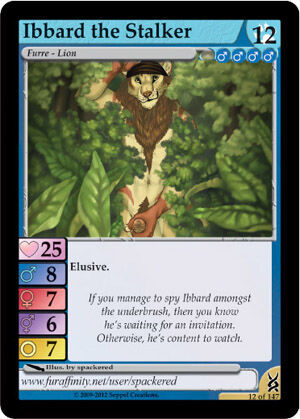 Ibbard the Stalker
12
Furre - Lion
25
8
7
6
7
Elusive.
If you manage to spy Ibbard amongst
the underbrush, then you know
he's waiting for an invitation.
Otherwise, he's content to watch.
Illus. by spackered
www.furaffinity.net/user/spackered
© 2009-2012 Seppel Creations.
12 of 147